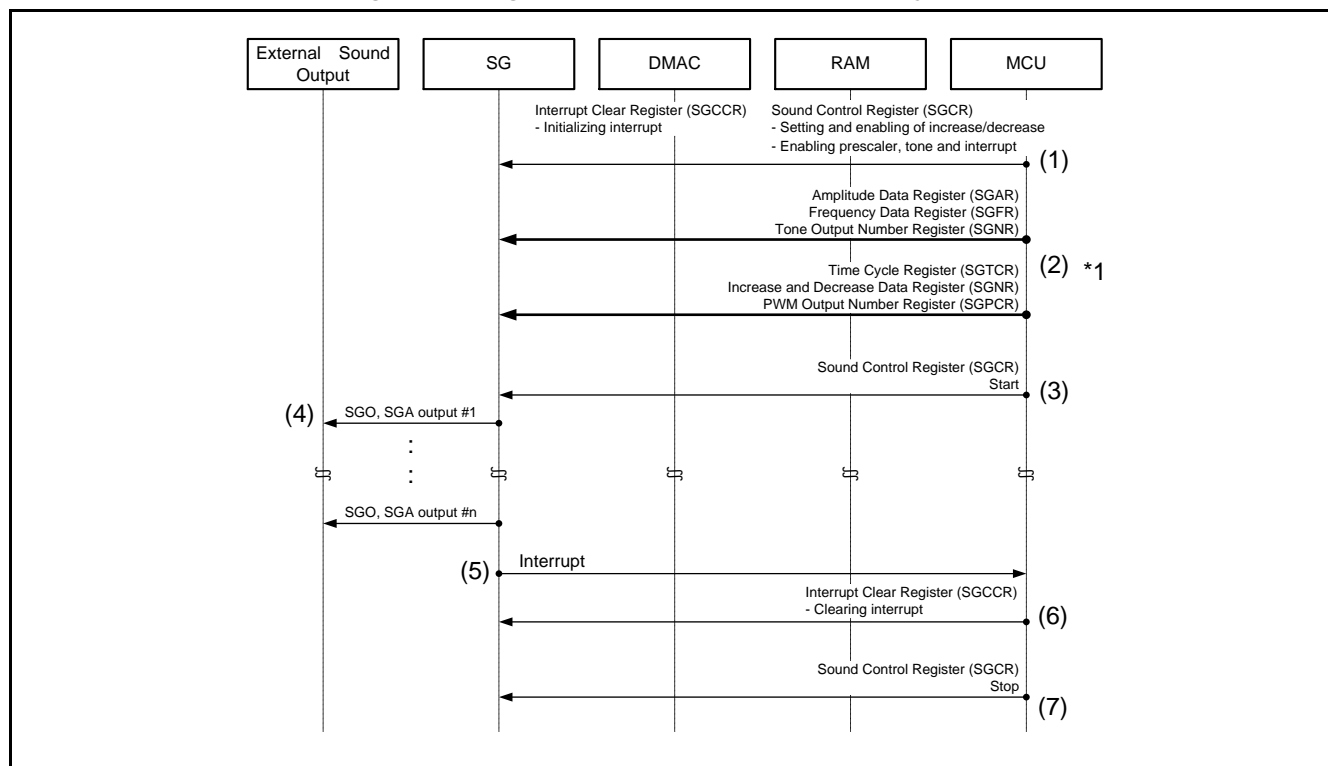 External Sound
Output
SG
DMAC
RAM
MCU
Interrupt Clear Register (SGCCR)
- Initializing interrupt
Sound Control Register (SGCR)
- Setting and enabling of increase/decrease
- Enabling prescaler, tone and interrupt
(1)
Amplitude Data Register (SGAR)
Frequency Data Register (SGFR)
Tone Output Number Register (SGNR)
(2) *1
Time Cycle Register (SGTCR)
Increase and Decrease Data Register (SGNR)
PWM Output Number Register (SGPCR)
Sound Control Register (SGCR)
Start
(3)
(4)
SGO, SGA output #1
SGO, SGA output #n
(5)
Interrupt
Interrupt Clear Register (SGCCR)
- Clearing interrupt
(6)
Sound Control Register (SGCR)
Stop
(7)